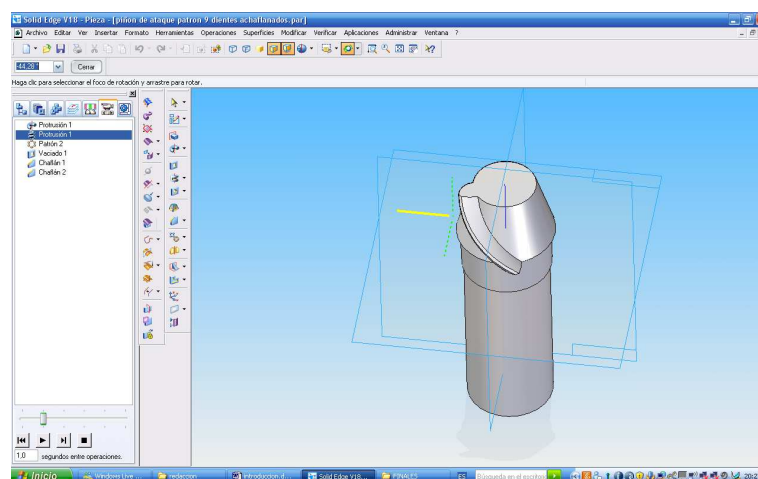 Solid Edge V18 - Pieza - [piñon de ataque patron 9 dientes achaflanados.par]
Archivo Editar Ver Insertar Formato Herramientas Operaciones Superficies Modificar Verificar Aplicaciones Administrar Ventana ?
-44,28° Cerrar
Haga clic para seleccionar el foco de rotación y arrastre para rotar.
Protrusión 1
Protrusión 1
Patrón 2
Vaciado 1
Chaflán 1
Chaflán 2
1,0 segundos entre operaciones.
Inicio Windows Live ... redaccion introduccion.d... Solid Edge V18... FINALES ES Búsqueda en el escritorio